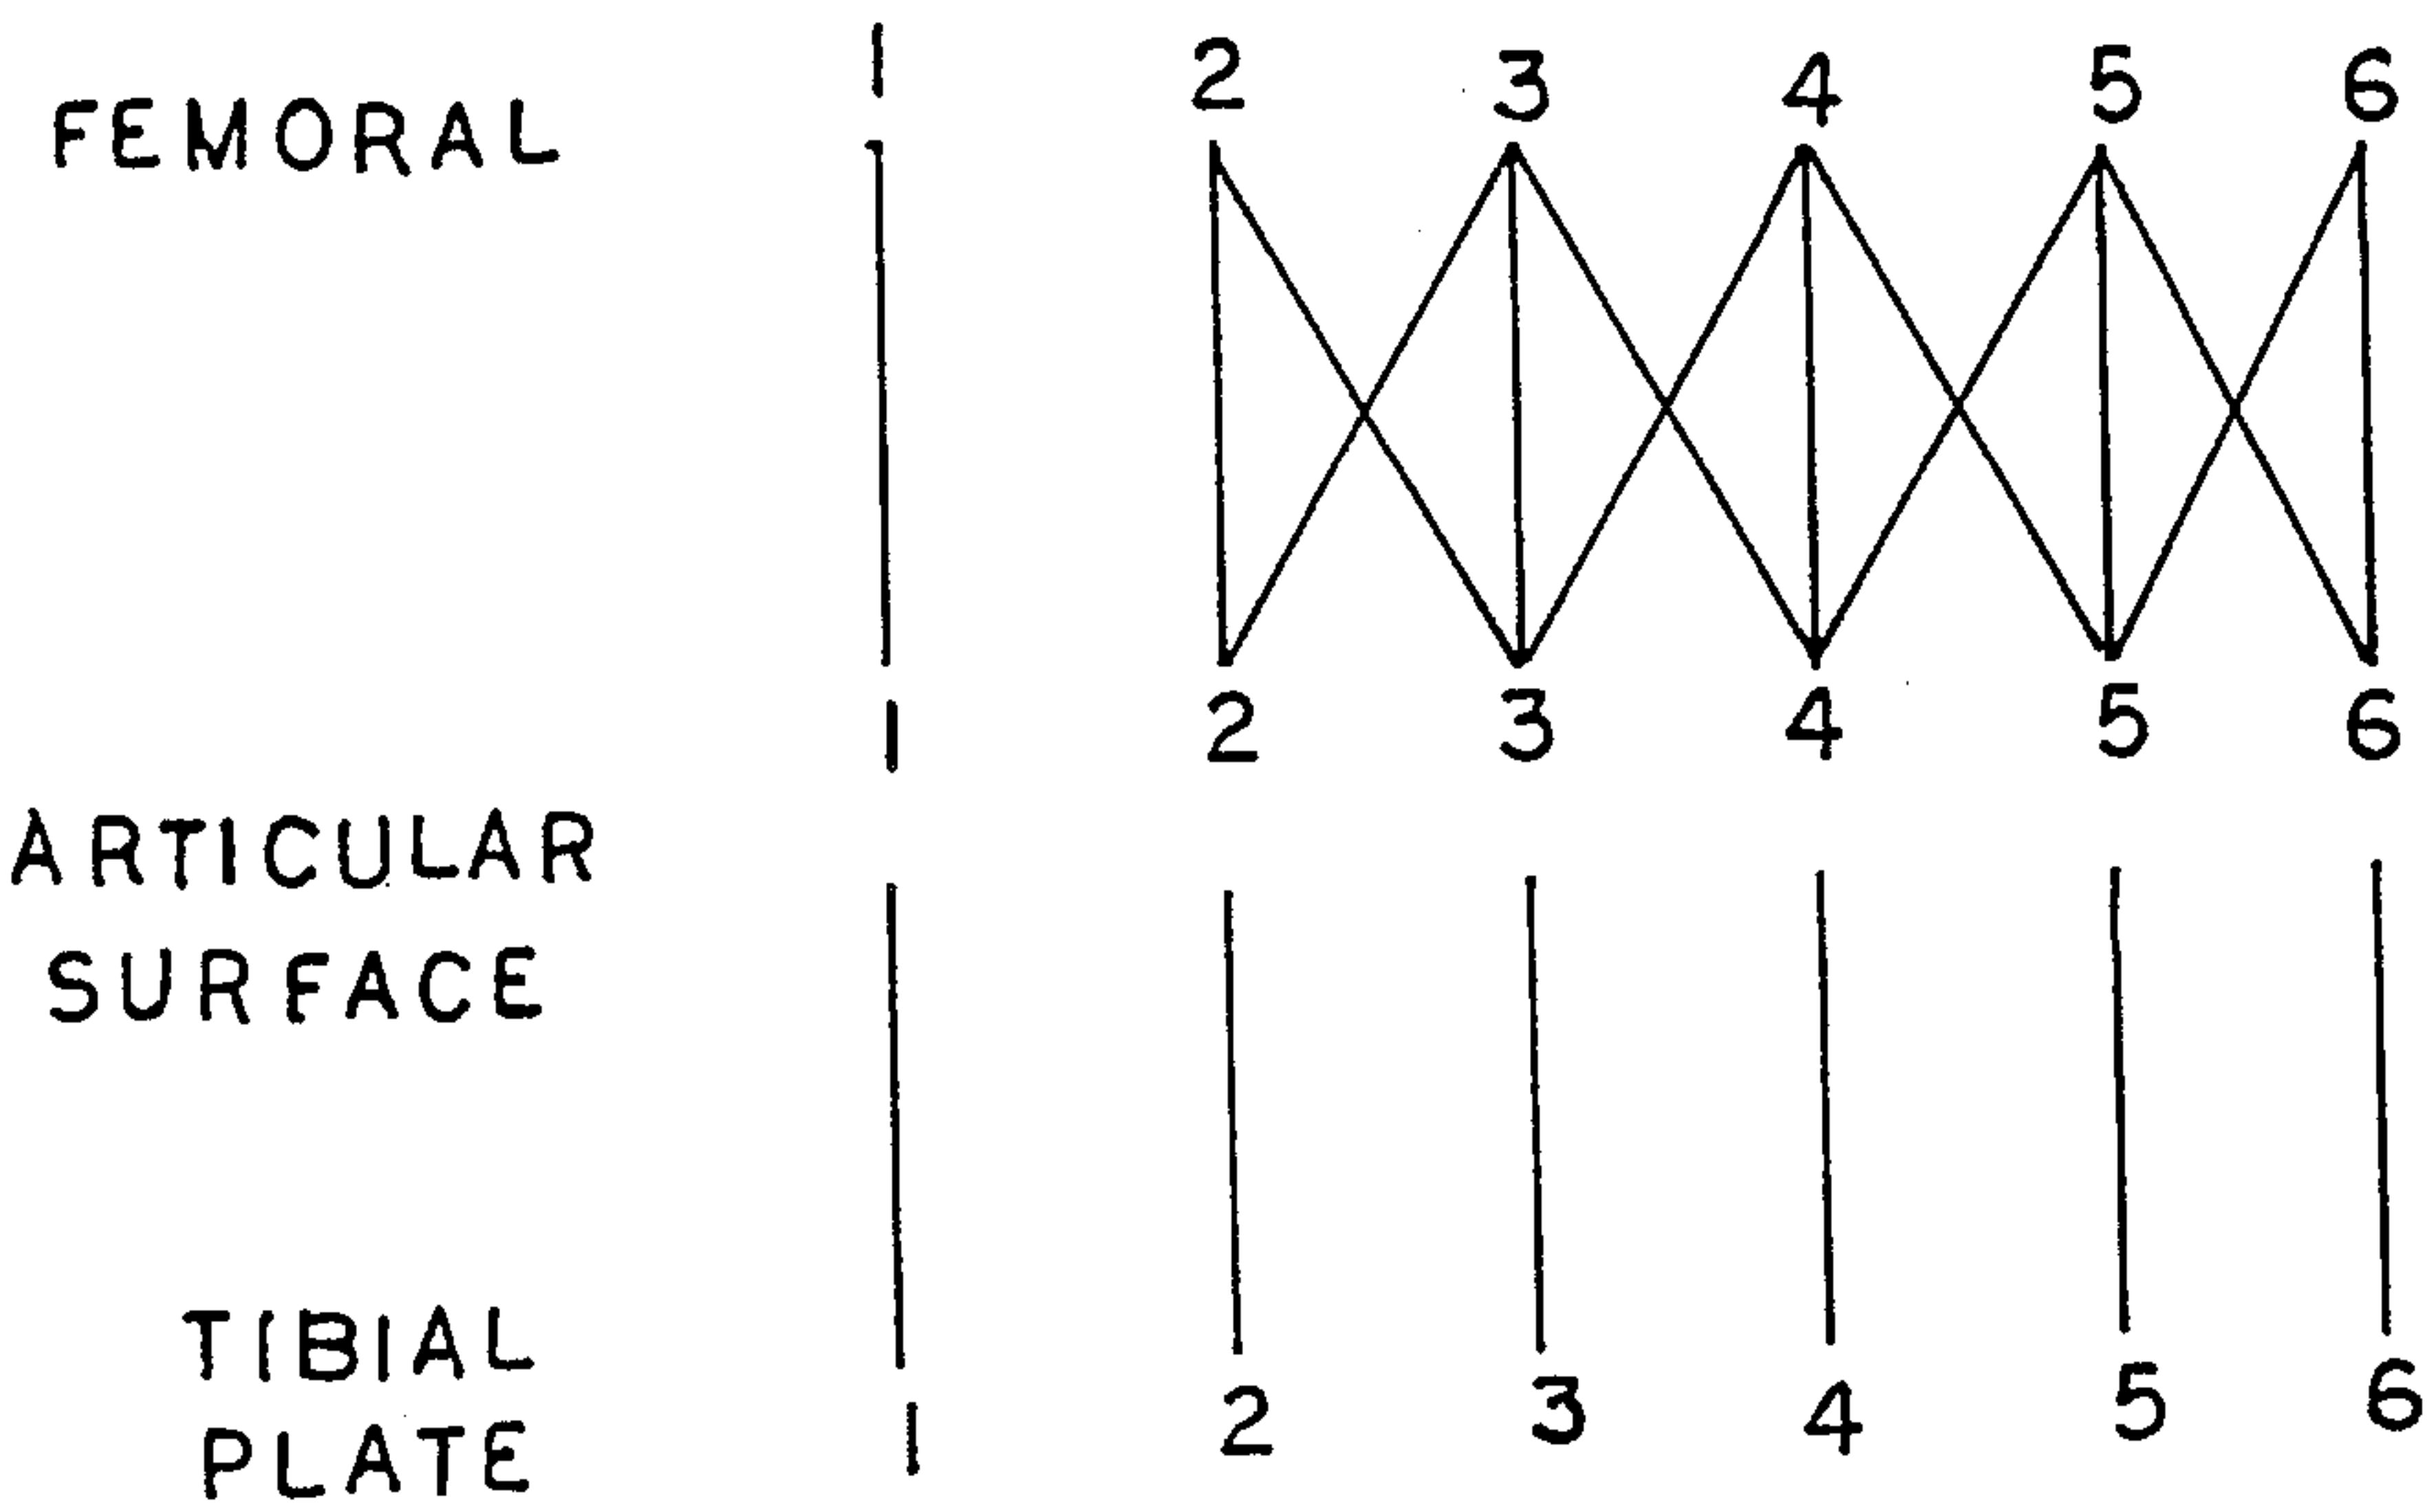 FEMORAL 1 2 3 4 5 6
1 2 3 4 5 6
ARTICULAR
SURFACE
TIBIAL
PLATE 1 2 3 4 5 6